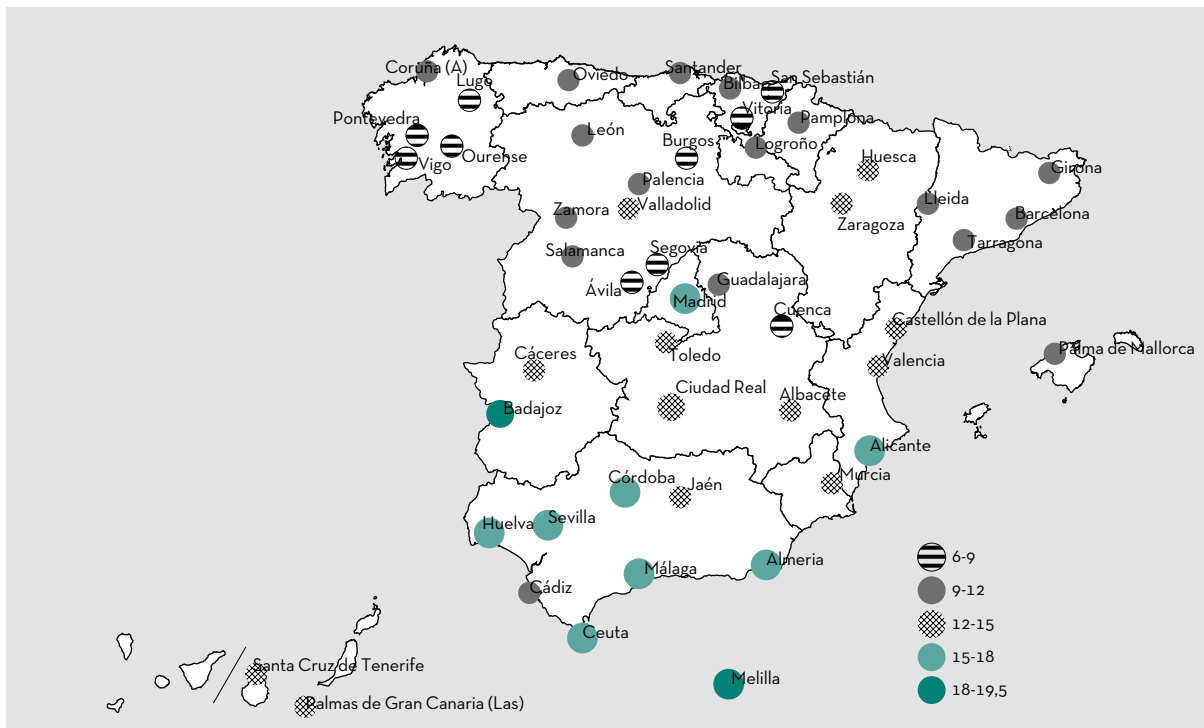 Coruña (A)
Oviedo
Santander
Bilbao
San Sebastián
Lugo
Vitoria
Pamplona
Pontevedra
León
Burgos
Logroño
Vigo
Ourense
Huesca
Girona
Palencia
Valladolid
Zamora
Zaragoza
Lleida
Barcelona
Tarragona
Salamanca
Segovia
Ávila
Guadalajara
Madrid
Cuenca
Castellón de la Plana
Toledo
Palma de Mallorca
Cáceres
Valencia
Ciudad Real
Albacete
Badajoz
Alicante
Murcia
Córdoba
Jaén
Huelva
Sevilla
Málaga
Almeria
Cádiz
Ceuta
Melilla
Santa Cruz de Tenerife
Palmas de Gran Canaria (Las)
6-9
9-12
12-15
15-18
18-19,5